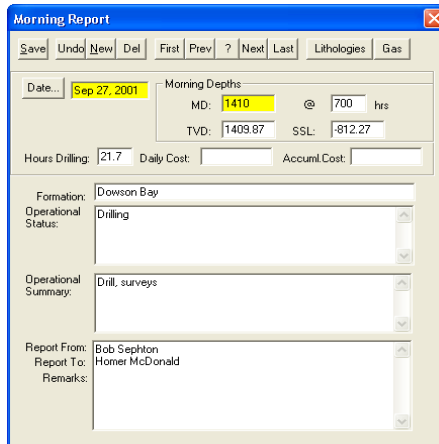 Morning Report
Save Undo New Del First Prev ? Next Last Lithologies Gas
Date... Sep 27, 2001 Morning Depths
MD: 1410 @ 700 hrs
TVD: 1409.87 SSL: -812.27
Hours Drilling: 21.7 Daily Cost: Accuml.Cost:
Formation: Dowson Bay
Operational Status: Drilling
Operational Summary: Drill, surveys
Report From: Bob Sephton
Report To: Homer McDonald
Remarks: